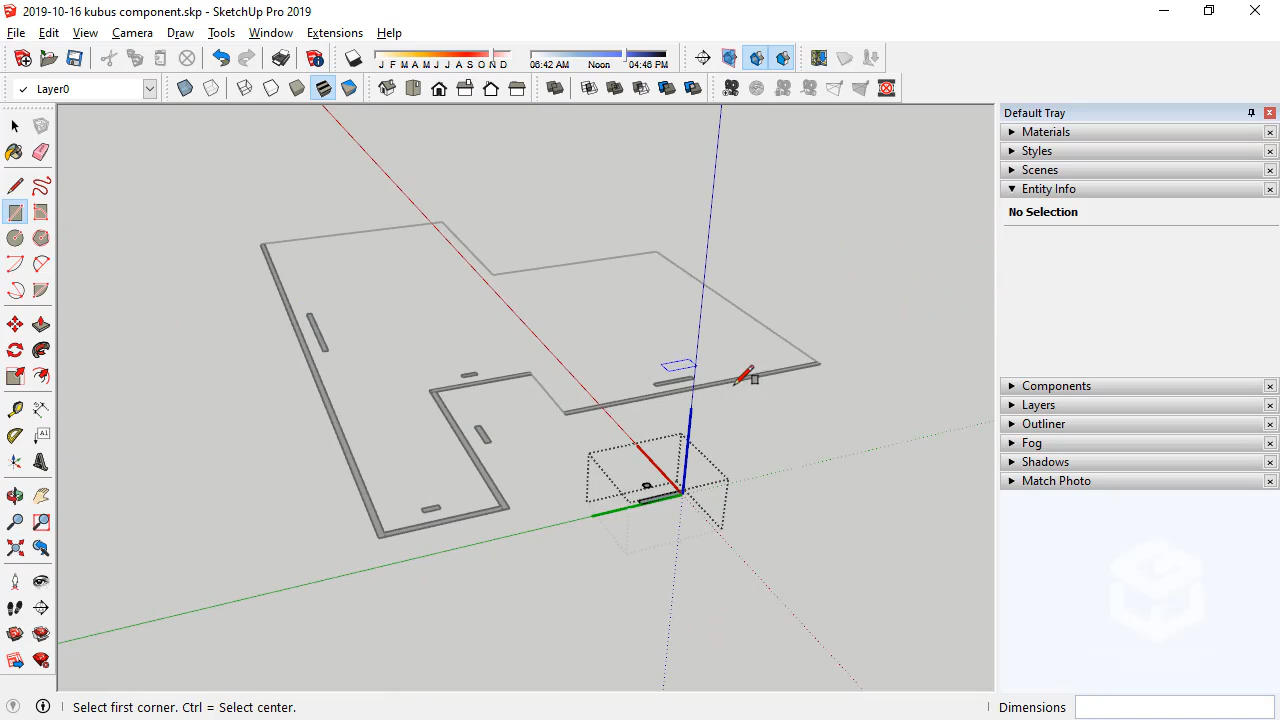 2019-10-16 kubus component.skp - SketchUp Pro 2019
File Edit View Camera Draw Tools Window Extensions Help
J F M A M J J A S O N D
06:42 AM Noon 04:46 PM
Layer0
Default Tray
Materials
Styles
Scenes
Entity Info
No Selection
Components
Layers
Outliner
Fog
Shadows
Match Photo
A1
Select first corner. Ctrl = Select center.
Dimensions